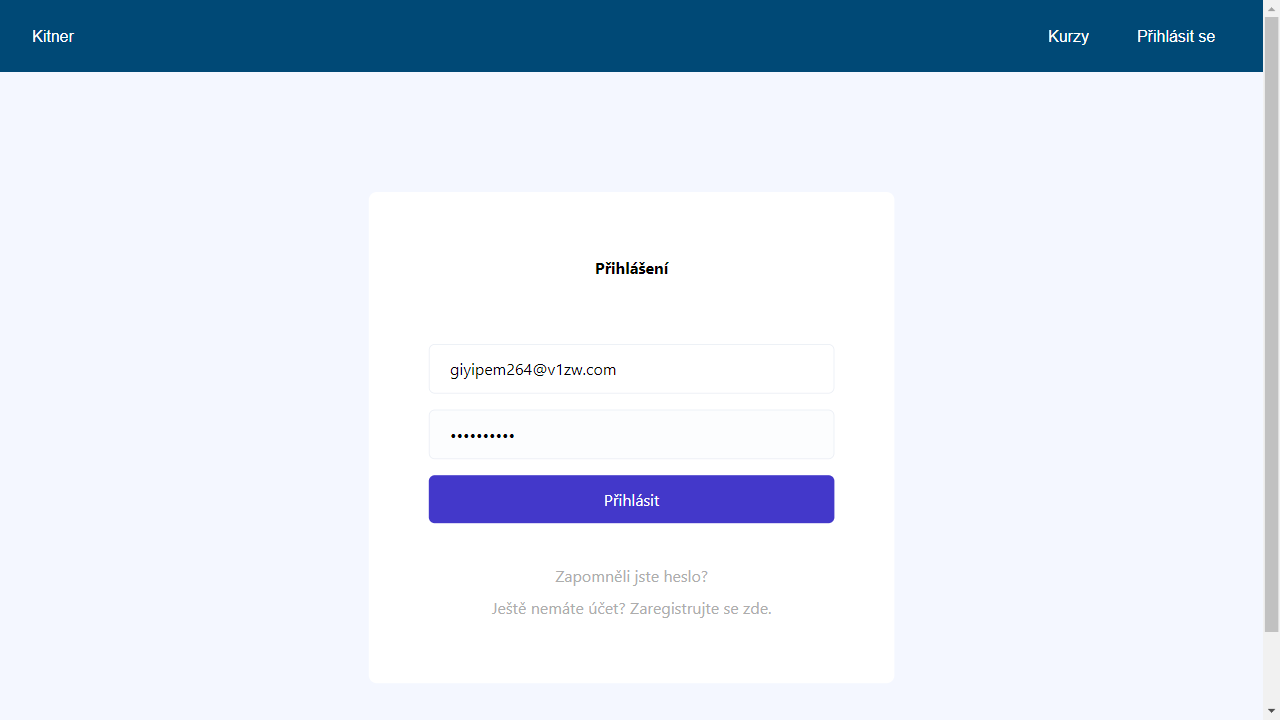 Kitner
Kurzy
Přihlásit se
Přihlášení
giyipem264@v1zw.com
••••••••••
Přihlásit
Zapomněli jste heslo?
Ještě nemáte účet? Zaregistrujte se zde.